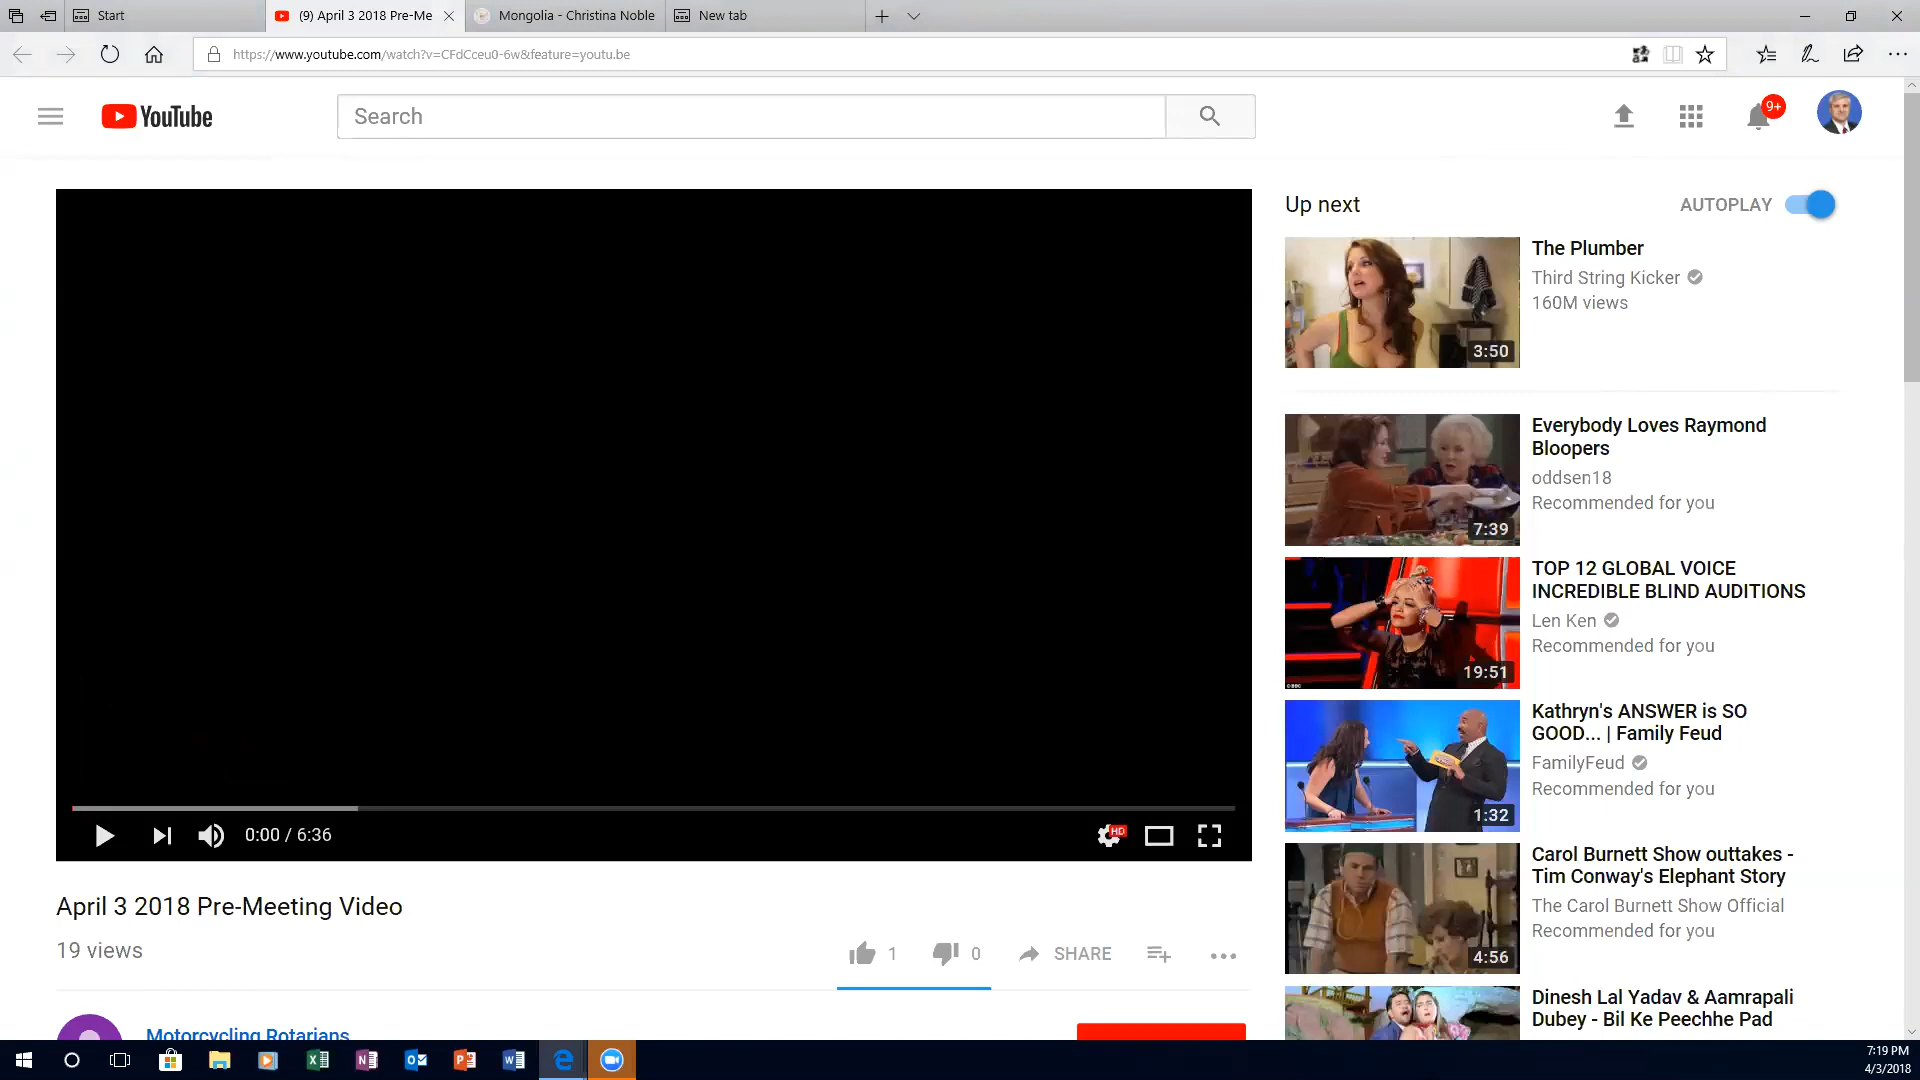 Start
(9) April 3 2018 Pre-Me
Mongolia - Christina Noble
New tab
https://www.youtube.com/watch?v=CFdCceu0-6w&feature=youtu.be
YouTube
Search
9+
Up next
AUTOPLAY
3:50
The Plumber
Third String Kicker
160M views
7:39
Everybody Loves Raymond
Bloopers
oddsen18
Recommended for you
19:51
TOP 12 GLOBAL VOICE
INCREDIBLE BLIND AUDITIONS
Len Ken
Recommended for you
1:32
Kathryn's ANSWER is SO
GOOD... | Family Feud
FamilyFeud
Recommended for you
4:56
Carol Burnett Show outtakes -
Tim Conway's Elephant Story
The Carol Burnett Show Official
Recommended for you
Dinesh Lal Yadav & Aamrapali
Dubey - Bil Ke Peechhe Pad
0:00 / 6:36
HD
April 3 2018 Pre-Meeting Video
19 views
1
0
SHARE
Motorcycling Rotarians
7:19 PM
4/3/2018